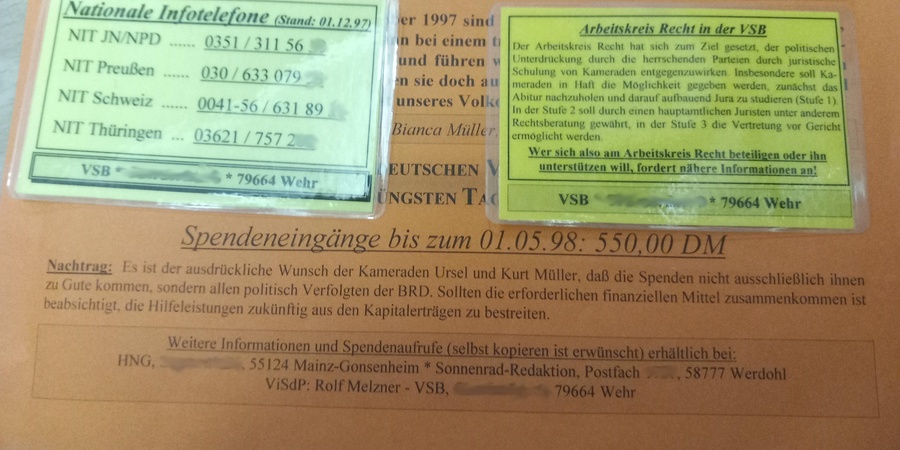 Nationale Infotelefone (Stand: 01.12.97)
NIT JN/NPD ...... 0351 / 311 56
NIT Preußen ...... 030 / 633 079
NIT Schweiz ...... 0041-56 / 631 89
NIT Thüringen ... 03621 / 757 2
VSB * * 79664 Wehr
1997 sind
bei einem
und führen
sie doch
unseres
Bianca Müller,
Arbeitskreis Recht in der VSB
Der Arbeitskreis Recht hat sich zum Ziel gesetzt, der politischen
Unterdrückung durch die herrschenden Parteien durch juristische
Schulung von Kameraden entgegenzuwirken. Insbesondere soll Ka-
meraden in Haft die Möglichkeit gegeben werden, zunächst das
Abitur nachzuholen und darauf aufbauend Jura zu studieren (Stufe 1).
In der Stufe 2 soll durch einen hauptamtlichen Juristen unter anderem
Rechtsberatung gewährt, in der Stufe 3 die Vertretung vor Gericht
ermöglicht werden.
Wer sich also am Arbeitskreis Recht beteiligen oder ihn
unterstützen will, fordert nähere Informationen an!
VSB * 79664 Wehr
Spendeneingänge bis zum 01.05.98: 550,00 DM
Nachtrag: Es ist der ausdrückliche Wunsch der Kameraden Ursel und Kurt Müller, daß die Spenden nicht ausschließlich ihnen
zu Gute kommen, sondern allen politisch Verfolgten der BRD. Sollten die erforderlichen finanziellen Mittel zusammenkommen ist
beabsichtigt, die Hilfeleistungen zukünftig aus den Kapitalerträgen zu bestreiten.
Weitere Informationen und Spendenaufrufe (selbst kopieren ist erwünscht) erhältlich bei:
HNG, , 55124 Mainz-Gonsenheim * Sonnenrad-Redaktion, Postfach , 58777 Werdohl
ViSdP: Rolf Melzner - VSB, 79664 Wehr